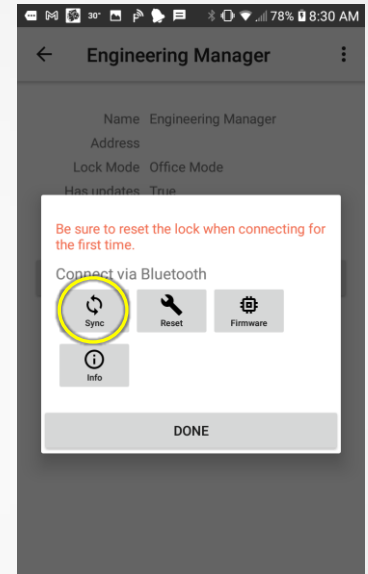 30° 78% 8:30 AM
Engineering Manager
Name Engineering Manager
Address
Lock Mode Office Mode
Has updates True
Be sure to reset the lock when connecting for
the first time.
Connect via Bluetooth
Sync Reset Firmware
Info
DONE